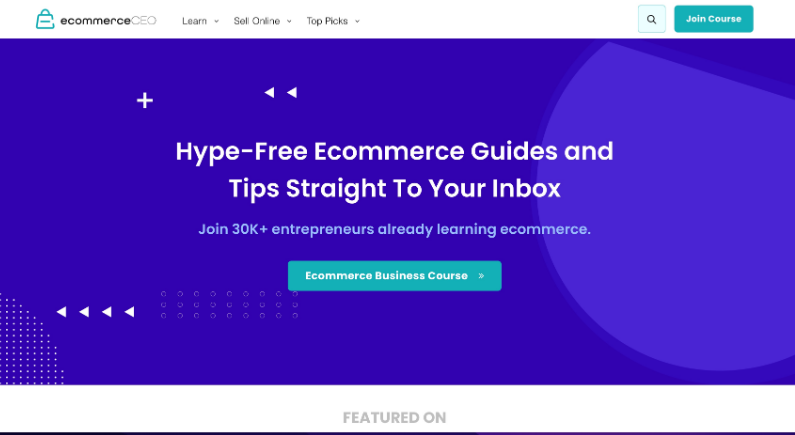 ecommerceCEO
Learn
Sell Online
Top Picks
Join Course
Hype-Free Ecommerce Guides and
Tips Straight To Your Inbox
Join 30K+ entrepreneurs already learning ecommerce.
Ecommerce Business Course »
FEATURED ON